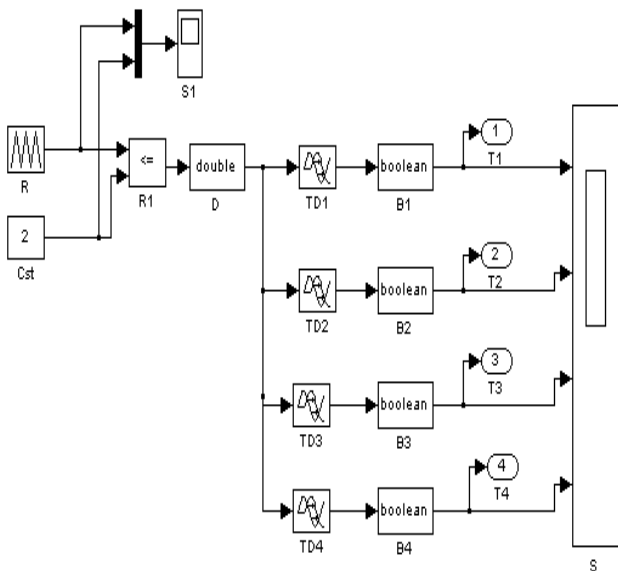 S1
R
<=
R1
double
D
2
Cst
TD1
boolean
B1
1
T1
TD2
boolean
B2
2
T2
TD3
boolean
B3
3
T3
TD4
boolean
B4
4
T4
S